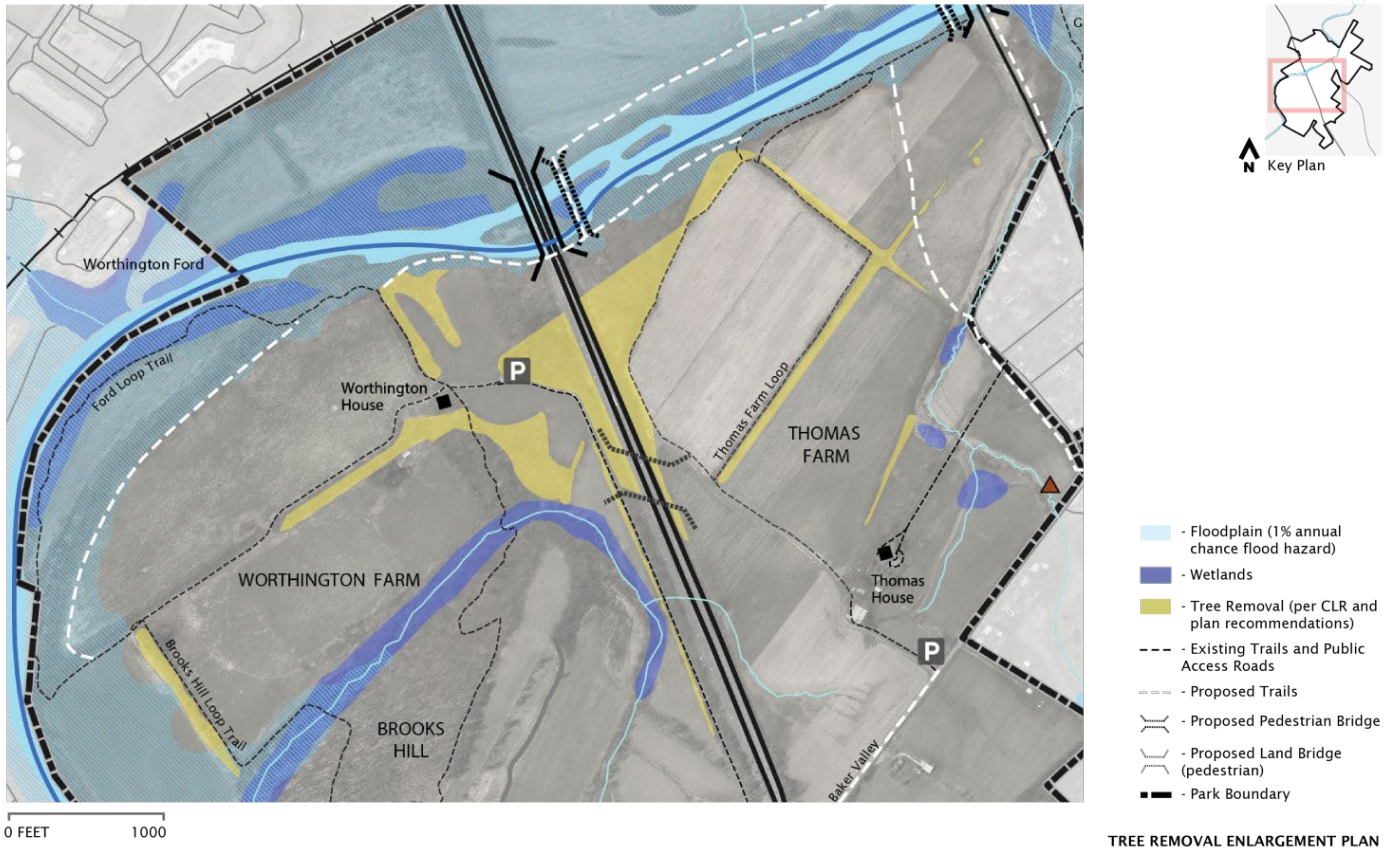 G
N
Key Plan
Worthington Ford
Ford Loop Trail
Worthington
House
P
Thomas Farm Loop
THOMAS
FARM
WORTHINGTON FARM
Thomas
House
P
Brooks Hill Loop Trail
BROOKS
HILL
Baker Valley
- Floodplain (1% annual
chance flood hazard)
- Wetlands
- Tree Removal (per CLR and
plan recommendations)
- Existing Trails and Public
Access Roads
- Proposed Trails
- Proposed Pedestrian Bridge
- Proposed Land Bridge
(pedestrian)
- Park Boundary
0 FEET 1000
TREE REMOVAL ENLARGEMENT PLAN